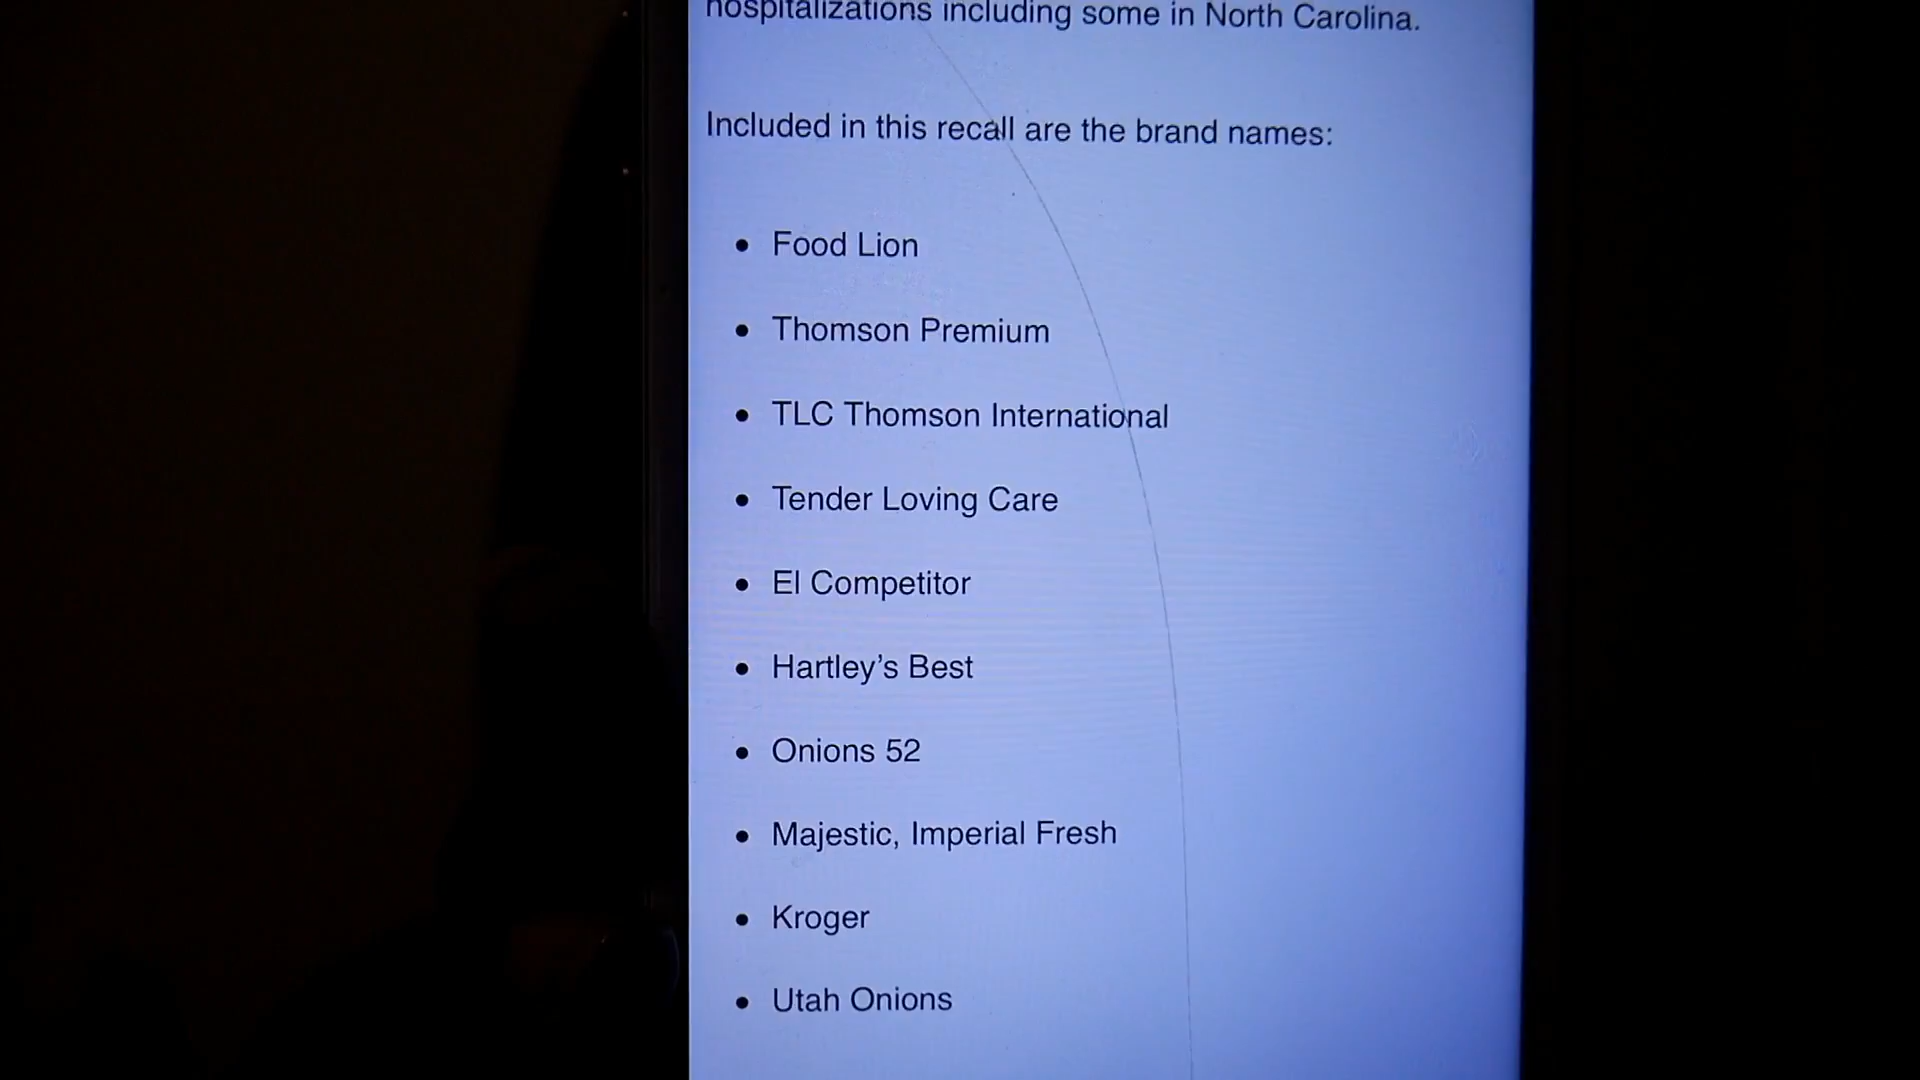 hospitalizations including some in North Carolina.
Included in this recall are the brand names:
• Food Lion
• Thomson Premium
• TLC Thomson International
• Tender Loving Care
• El Competitor
• Hartley’s Best
• Onions 52
• Majestic, Imperial Fresh
• Kroger
• Utah Onions